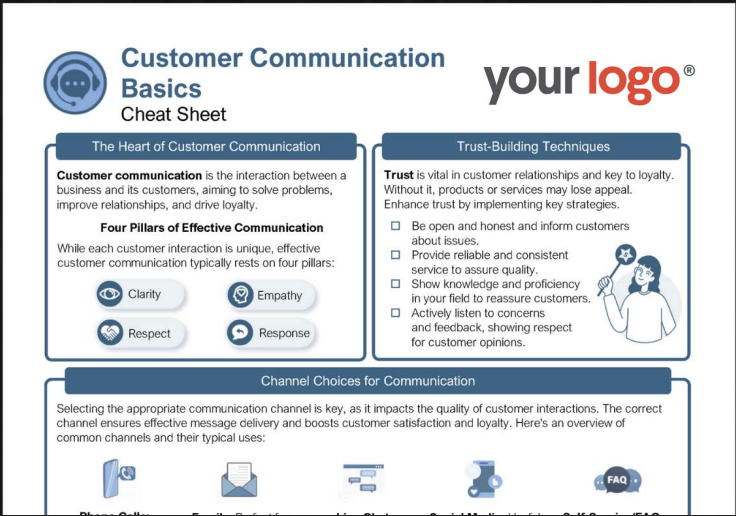 Customer Communication
Basics
Cheat Sheet
your logo®
The Heart of Customer Communication
Customer communication is the interaction between a
business and its customers, aiming to solve problems,
improve relationships, and drive loyalty.
Four Pillars of Effective Communication
While each customer interaction is unique, effective
customer communication typically rests on four pillars:
Clarity
Empathy
Respect
Response
Trust-Building Techniques
Trust is vital in customer relationships and key to loyalty.
Without it, products or services may lose appeal.
Enhance trust by implementing key strategies.
Be open and honest and inform customers
about issues.
Provide reliable and consistent
service to assure quality.
Show knowledge and proficiency
in your field to reassure customers.
Actively listen to concerns
and feedback, showing respect
for customer opinions.
Channel Choices for Communication
Selecting the appropriate communication channel is key, as it impacts the quality of customer interactions. The correct
channel ensures effective message delivery and boosts customer satisfaction and loyalty. Here's an overview of
common channels and their typical uses:
FAQ